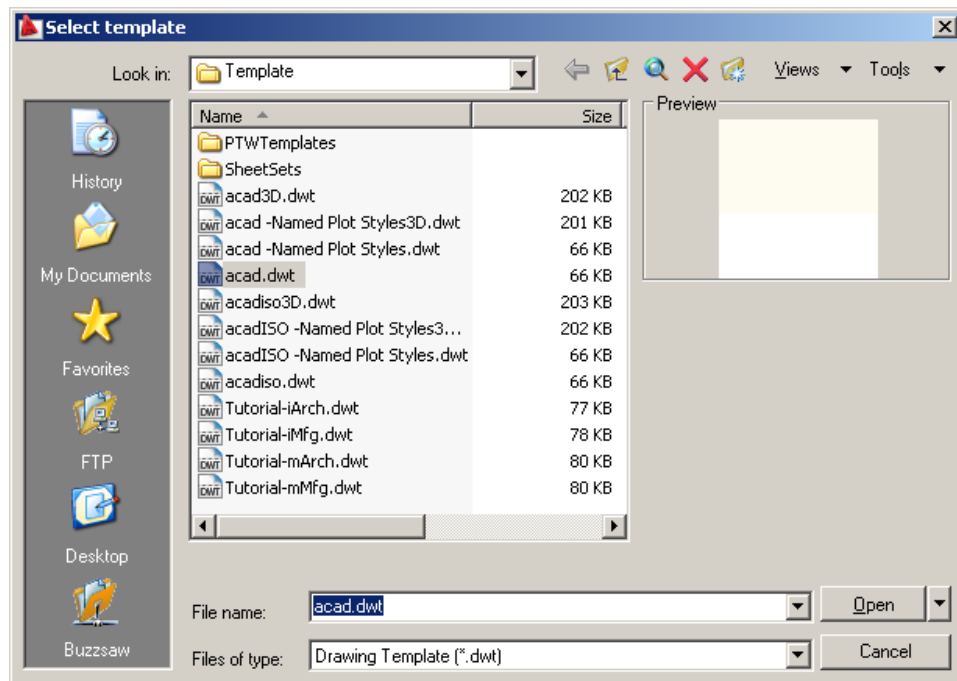 Select template
Look in: Template Views Tools
Name Size
PTWTemplates
SheetSets
acad3D.dwt 202 KB
acad -Named Plot Styles3D.dwt 201 KB
acad -Named Plot Styles.dwt 66 KB
acad.dwt 66 KB
acadiso3D.dwt 203 KB
acadISO -Named Plot Styles3... 202 KB
acadISO -Named Plot Styles.dwt 66 KB
acadiso.dwt 66 KB
Tutorial-iArch.dwt 77 KB
Tutorial-iMfg.dwt 78 KB
Tutorial-mArch.dwt 80 KB
Tutorial-mMfg.dwt 80 KB
Preview
History
My Documents
Favorites
FTP
Desktop
Buzzsaw
File name: acad.dwt Open
Files of type: Drawing Template (*.dwt) Cancel